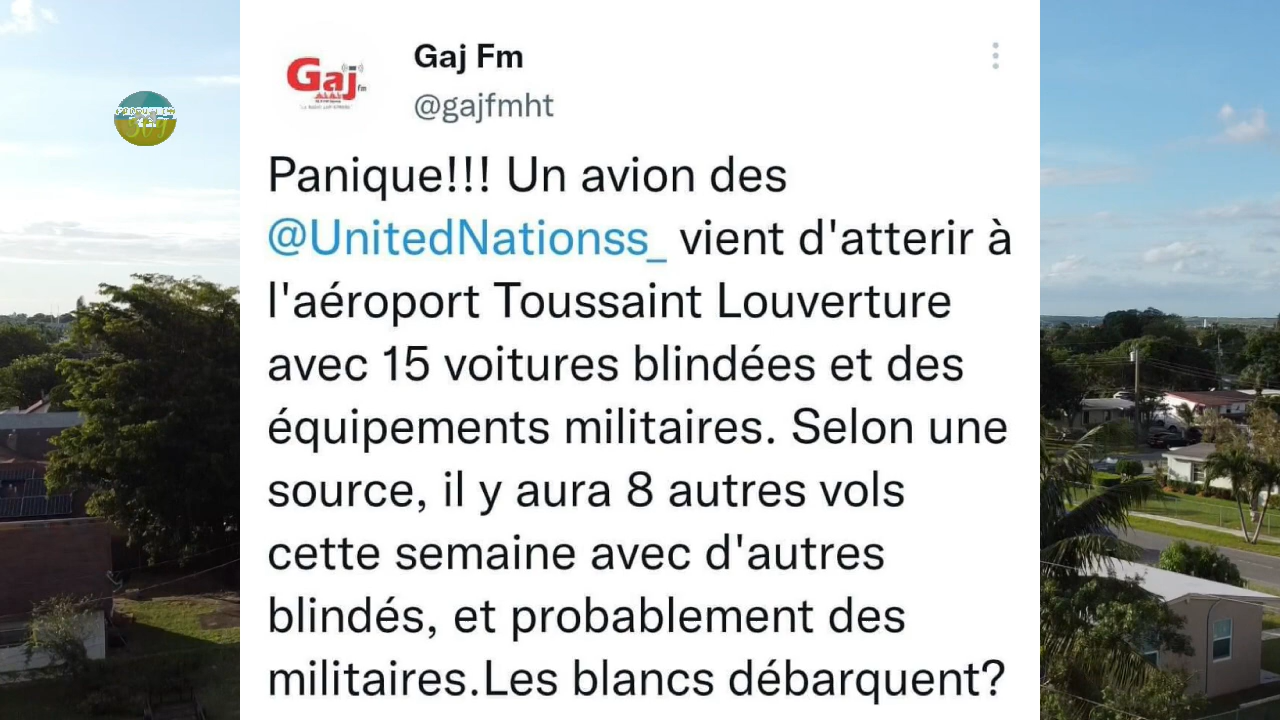 Gaj Fm
@gajfmht
Gaj fm
Panique!!! Un avion des
@UnitedNationss_ vient d'atterir à
l'aéroport Toussaint Louverture
avec 15 voitures blindées et des
équipements militaires. Selon une
source, il y aura 8 autres vols
cette semaine avec d'autres
blindés, et probablement des
militaires.Les blancs débarquent?